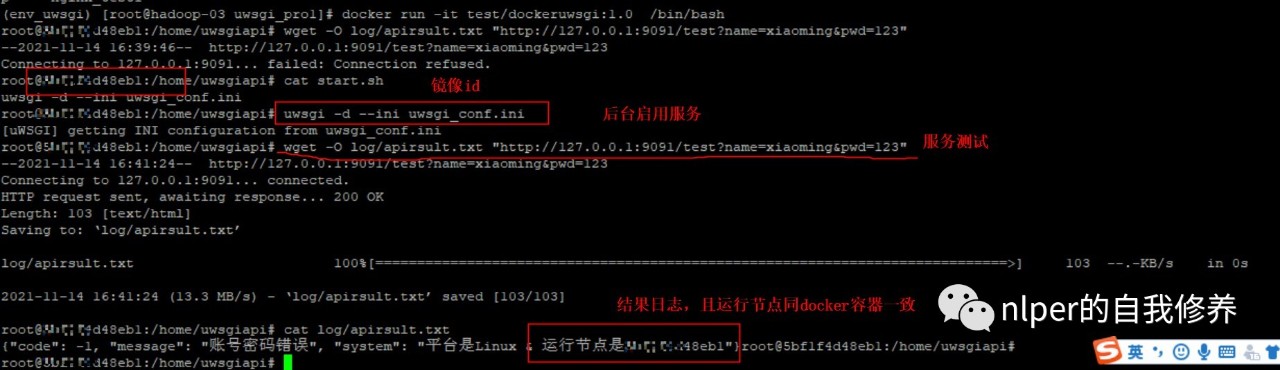 (env_uwsgi) [root@hadoop-03 uwsgi_pro1]# docker run -it test/dockeruwsgi:1.0  /bin/bash
root@ d48eb1:/home/uwsgiapi# wget -O log/apirsult.txt "http://127.0.0.1:9091/test?name=xiaoming&pwd=123"
--2021-11-14 16:39:46--  http://127.0.0.1:9091/test?name=xiaoming&pwd=123
Connecting to 127.0.0.1:9091... failed: Connection refused.
root@ 4d48eb1:/home/uwsgiapi# cat start.sh
镜像id
uwsgi -d --ini uwsgi_conf.ini
root@ d48eb1:/home/uwsgiapi# uwsgi -d --ini uwsgi_conf.ini
后台启用服务
[uWSGI] getting INI configuration from uwsgi_conf.ini
root@5 4d48eb1:/home/uwsgiapi# wget -O log/apirsult.txt "http://127.0.0.1:9091/test?name=xiaoming&pwd=123"
服务测试
--2021-11-14 16:41:24--  http://127.0.0.1:9091/test?name=xiaoming&pwd=123
Connecting to 127.0.0.1:9091... connected.
HTTP request sent, awaiting response... 200 OK
Length: 103 [text/html]
Saving to: ‘log/apirsult.txt’
log/apirsult.txt 100%[=====================================================================================>] 103 --.-KB/s in 0s
2021-11-14 16:41:24 (13.3 MB/s) - ‘log/apirsult.txt’ saved [103/103]
结果日志，且运行节点同docker容器一致
nlper的自我修养
root@ 4d48eb1:/home/uwsgiapi# cat log/apirsult.txt
{"code": -1, "message": "账号密码错误", "system": "平台是Linux & 运行节点是 d48eb1"}root@5bf1f4d48eb1:/home/uwsgiapi#
root@ d48eb1:/home/uwsgiapi#
英